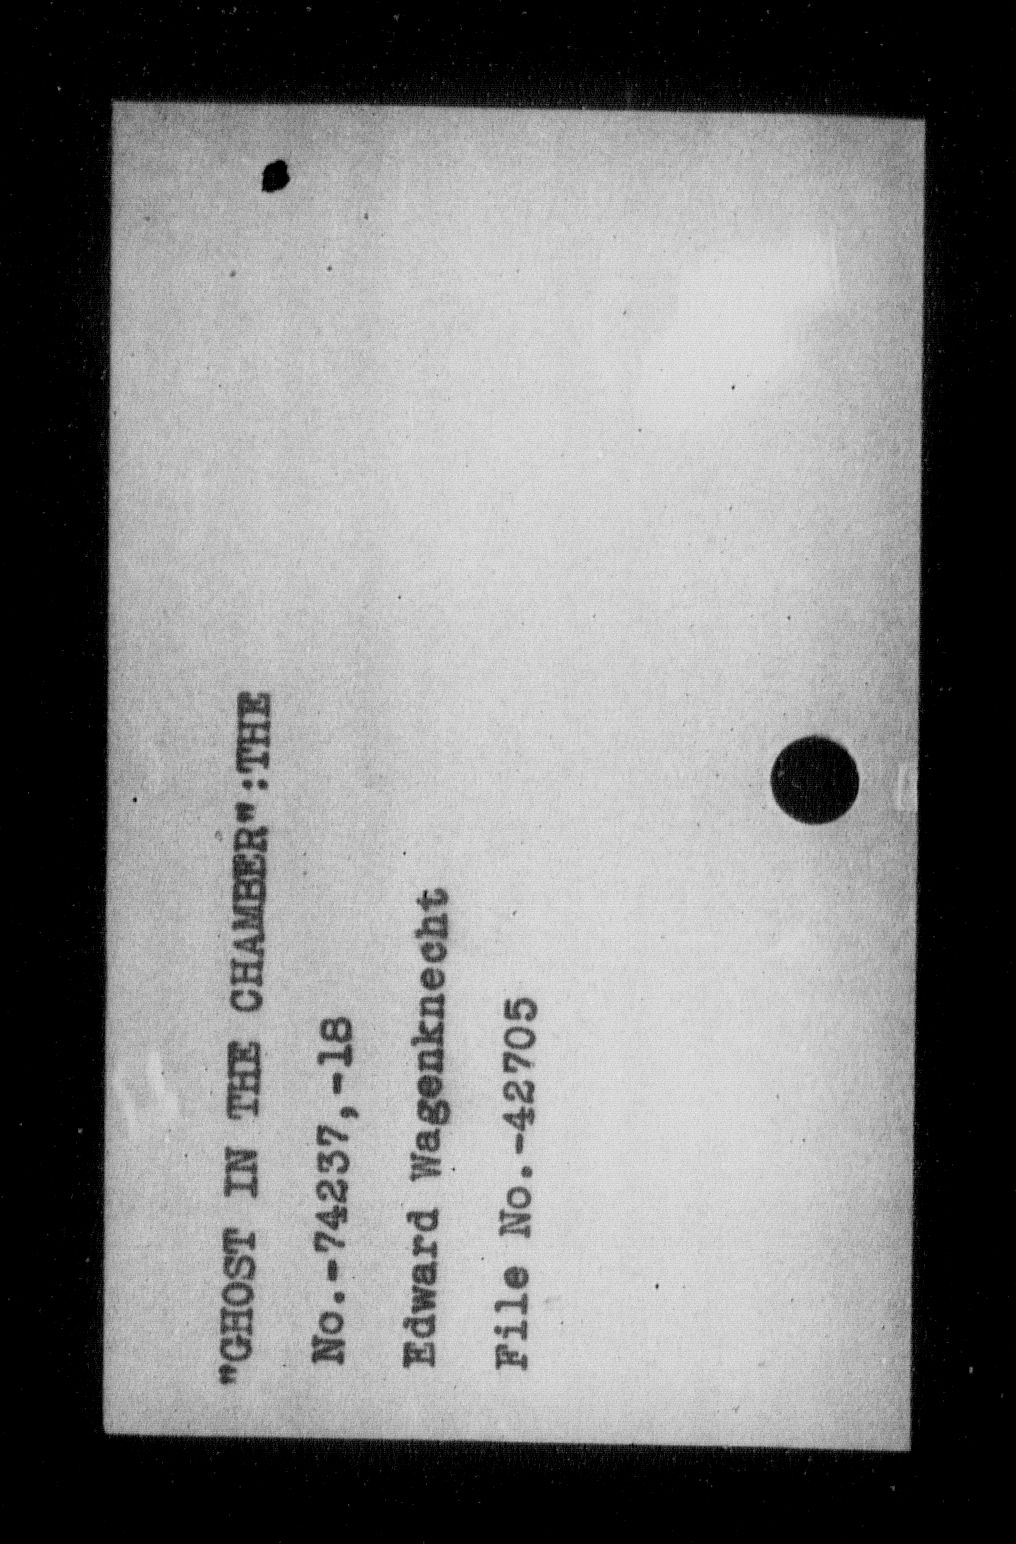 "GHOST IN THE CHAMBER":THE
No.-74237,-18
Edward Wagenknecht
File No.-42705